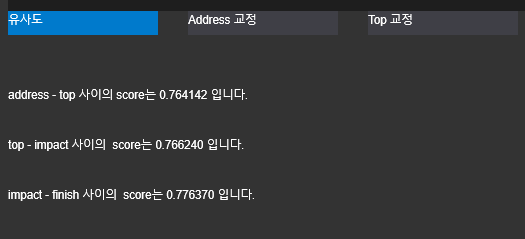 유사도 Address 교정 Top 교정
address - top 사이의 score는 0.764142 입니다.
top - impact 사이의 score는 0.766240 입니다.
impact - finish 사이의 score는 0.776370 입니다.